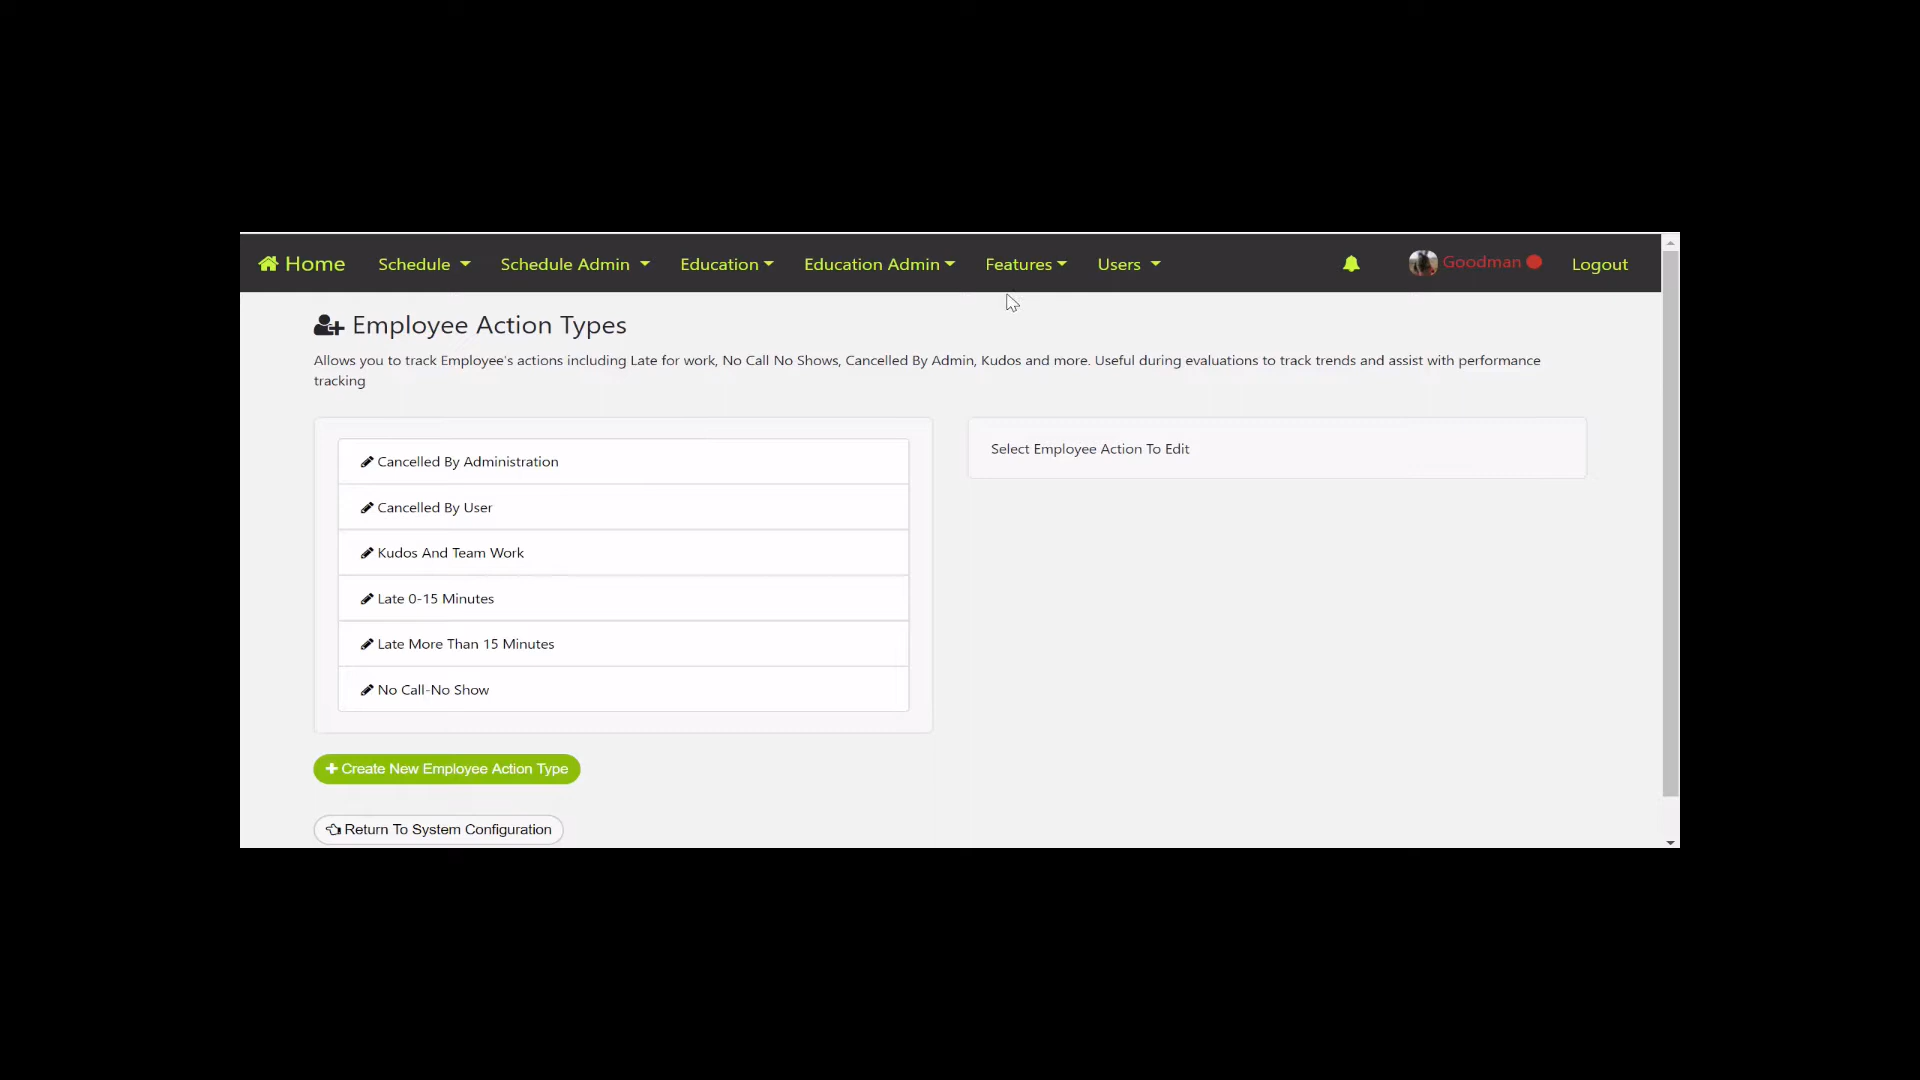 Home Schedule Schedule Admin Education Education Admin Features Users Goodman Logout
Employee Action Types
Allows you to track Employee's actions including Late for work, No Call No Shows, Cancelled By Admin, Kudos and more. Useful during evaluations to track trends and assist with performance
tracking
Cancelled By Administration
Cancelled By User
Kudos And Team Work
Late 0-15 Minutes
Late More Than 15 Minutes
No Call-No Show
Select Employee Action To Edit
Create New Employee Action Type
Return To System Configuration